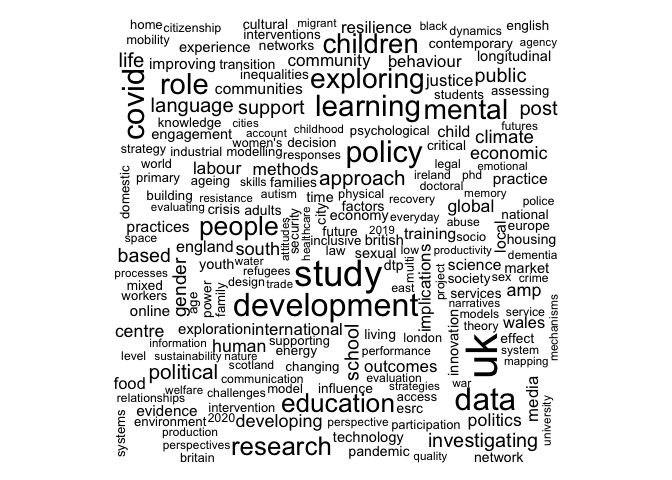 home citizenship cultural migrant resilience black dynamics english
mobility interventions contemporary agency
experience networks children
life improving transition community behaviour longitudinal
covid role inequalities exploring justice public
communities students assessing
language support learning mental post
knowledge cities
engagement account childhood psychological child climate futures
women's decision critical
strategy industrial modelling responses policy economic
world labour methods legal emotional
primary ageing skills families autism approach ireland phd practice
doctoral memory
domestic building resistance time physical recovery
evaluating crisis adults factors global police
practices people city economy everyday abuse national
space attitudes security healthcare future 2019 training socio local europe
based england south inclusive british housing
law sexual low productivity dementia
processes youth water study dtp multi science market
mixed gender refugees project society sex crime
workers age power family design trade east implications services amp
online development narratives
models service mechanisms
centre exploration international school living london innovation theory wales
information human supporting uk effect
level sustainability nature energy performance system
political scotland changing outcomes mapping
food communication evaluation war
welfare challenges model influence strategies data media
relationships access
evidence intervention education esrc university
systems environment 2020 developing perspective participation politics
production technology
perspectives research pandemic investigating
britain quality network